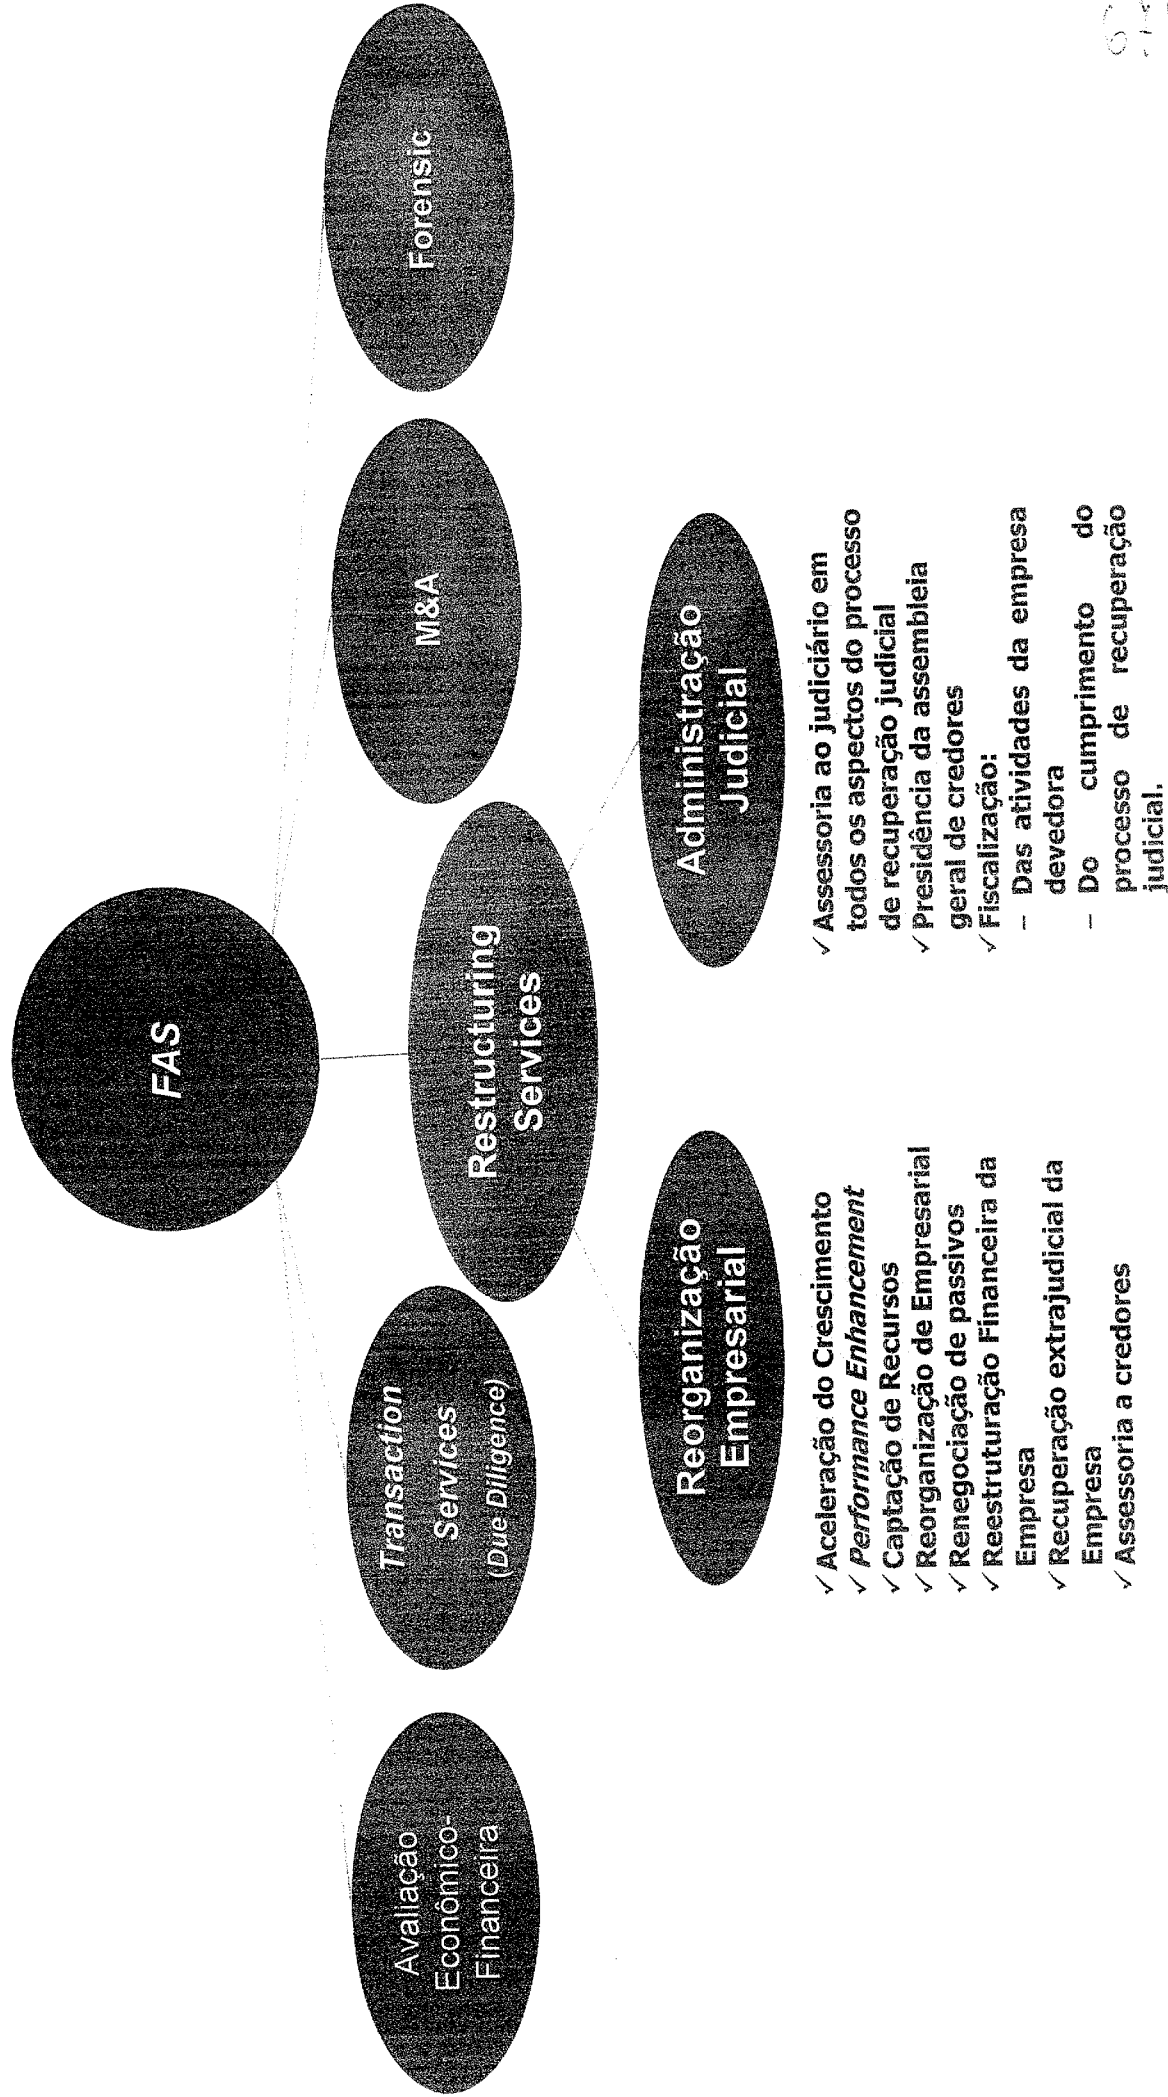 FAS
Avaliação
Econômico-
Financeira
Transaction
Services
(Due Diligence)
Restructuring
Services
M&A
Forensic
Reorganização
Empresarial
✓ Aceleração do Crescimento
✓ Performance Enhancement
✓ Captação de Recursos
✓ Reorganização de Empresarial
✓ Renegociação de passivos
✓ Reestruturação Financeira da
Empresa
✓ Recuperação extrajudicial da
Empresa
✓ Assessoria a credores
Administração
Judicial
✓ Assessoria ao judiciário em
todos os aspectos do processo
de recuperação judicial
✓ Presidência da assembleia
geral de credores
✓ Fiscalização:
– Das atividades da empresa
devedora
– Do cumprimento do
processo de recuperação
judicial.